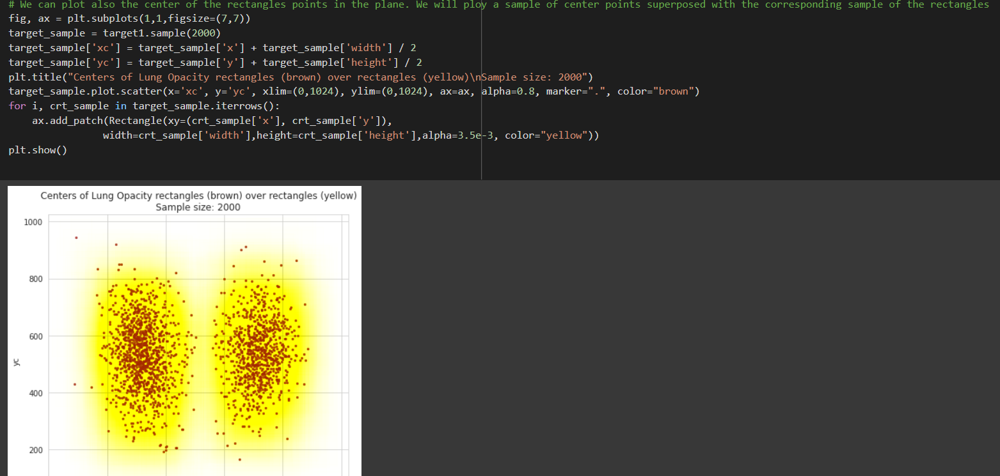 # We can plot also the center of the rectangles points in the plane. We will ploy a sample of center points superposed with the corresponding sample of the rectangles
fig, ax = plt.subplots(1,1,figsize=(7,7))
target_sample = target1.sample(2000)
target_sample['xc'] = target_sample['x'] + target_sample['width'] / 2
target_sample['yc'] = target_sample['y'] + target_sample['height'] / 2
plt.title("Centers of Lung Opacity rectangles (brown) over rectangles (yellow)\nSample size: 2000")
target_sample.plot.scatter(x='xc', y='yc', xlim=(0,1024), ylim=(0,1024), ax=ax, alpha=0.8, marker=".", color="brown")
for i, crt_sample in target_sample.iterrows():
    ax.add_patch(Rectangle(xy=(crt_sample['x'], crt_sample['y']),
                width=crt_sample['width'],height=crt_sample['height'],alpha=3.5e-3, color="yellow"))
plt.show()
Centers of Lung Opacity rectangles (brown) over rectangles (yellow)
Sample size: 2000
1000
800
600
yc
400
200